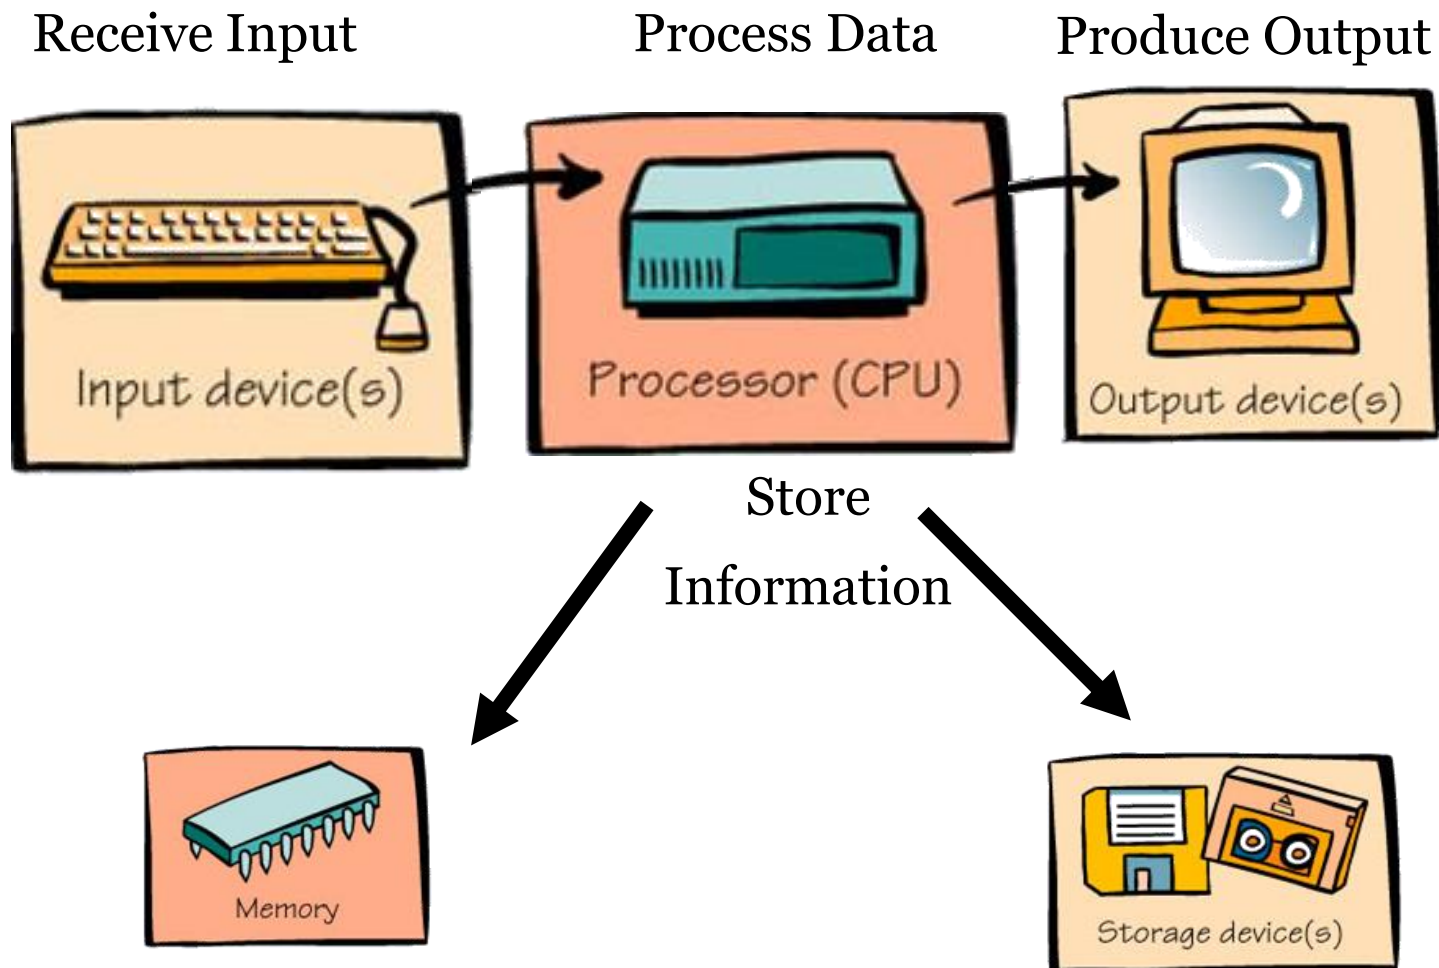 Receive Input
Process Data
Produce Output
Input device(s)
Processor (CPU)
Output device(s)
Store
Information
Memory
Storage device(s)